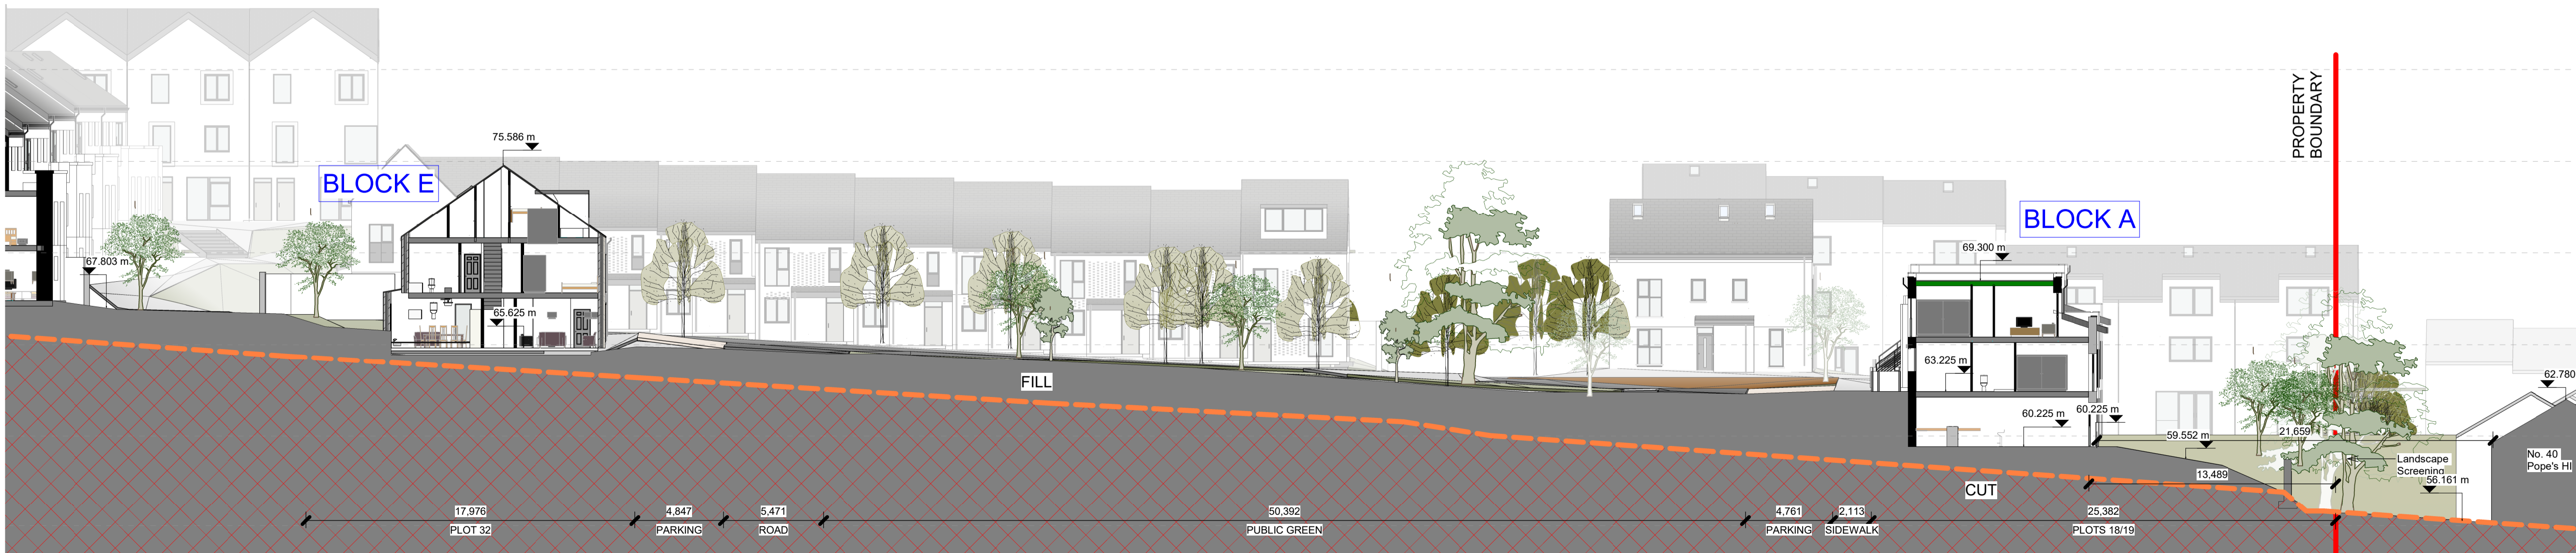 PROPERTY
BOUNDARY
75.586 m
BLOCK E
BLOCK A
67.803 m
69.300 m
65.625 m
63.225 m
62.780
FILL
60.225 m
60.225 m
59.552 m
21,659
No. 40
Pope's HI
Landscape
Screening
13,489
56.161 m
CUT
17,976
PLOT 32
4,847
PARKING
5,471
ROAD
50,392
PUBLIC GREEN
4,761
PARKING
2,113
SIDEWALK
25,382
PLOTS 18/19